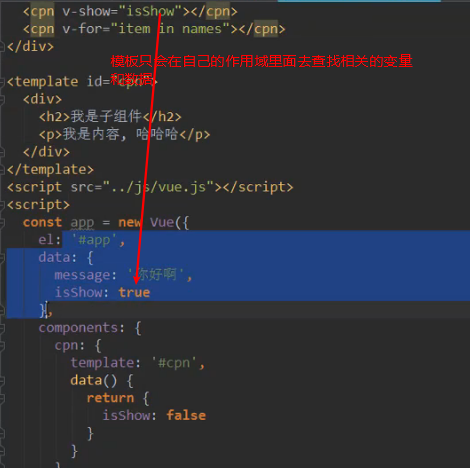 <cpn v-show="isShow"></cpn>
<cpn v-for="item in names"></cpn>
</div>
模板只会在自己的作用域里面去查找相关的变量
和数据
<template id="cpn">
<div>
<h2>我是子组件</h2>
<p>我是内容, 哈哈哈</p>
</div>
</template>
<script src="../js/vue.js"></script>
<script>
const app = new Vue({
el: '#app',
data: {
message: '你好啊',
isShow: true
},
components: {
cpn: {
template: '#cpn',
data() {
return {
isShow: false
}
}
}